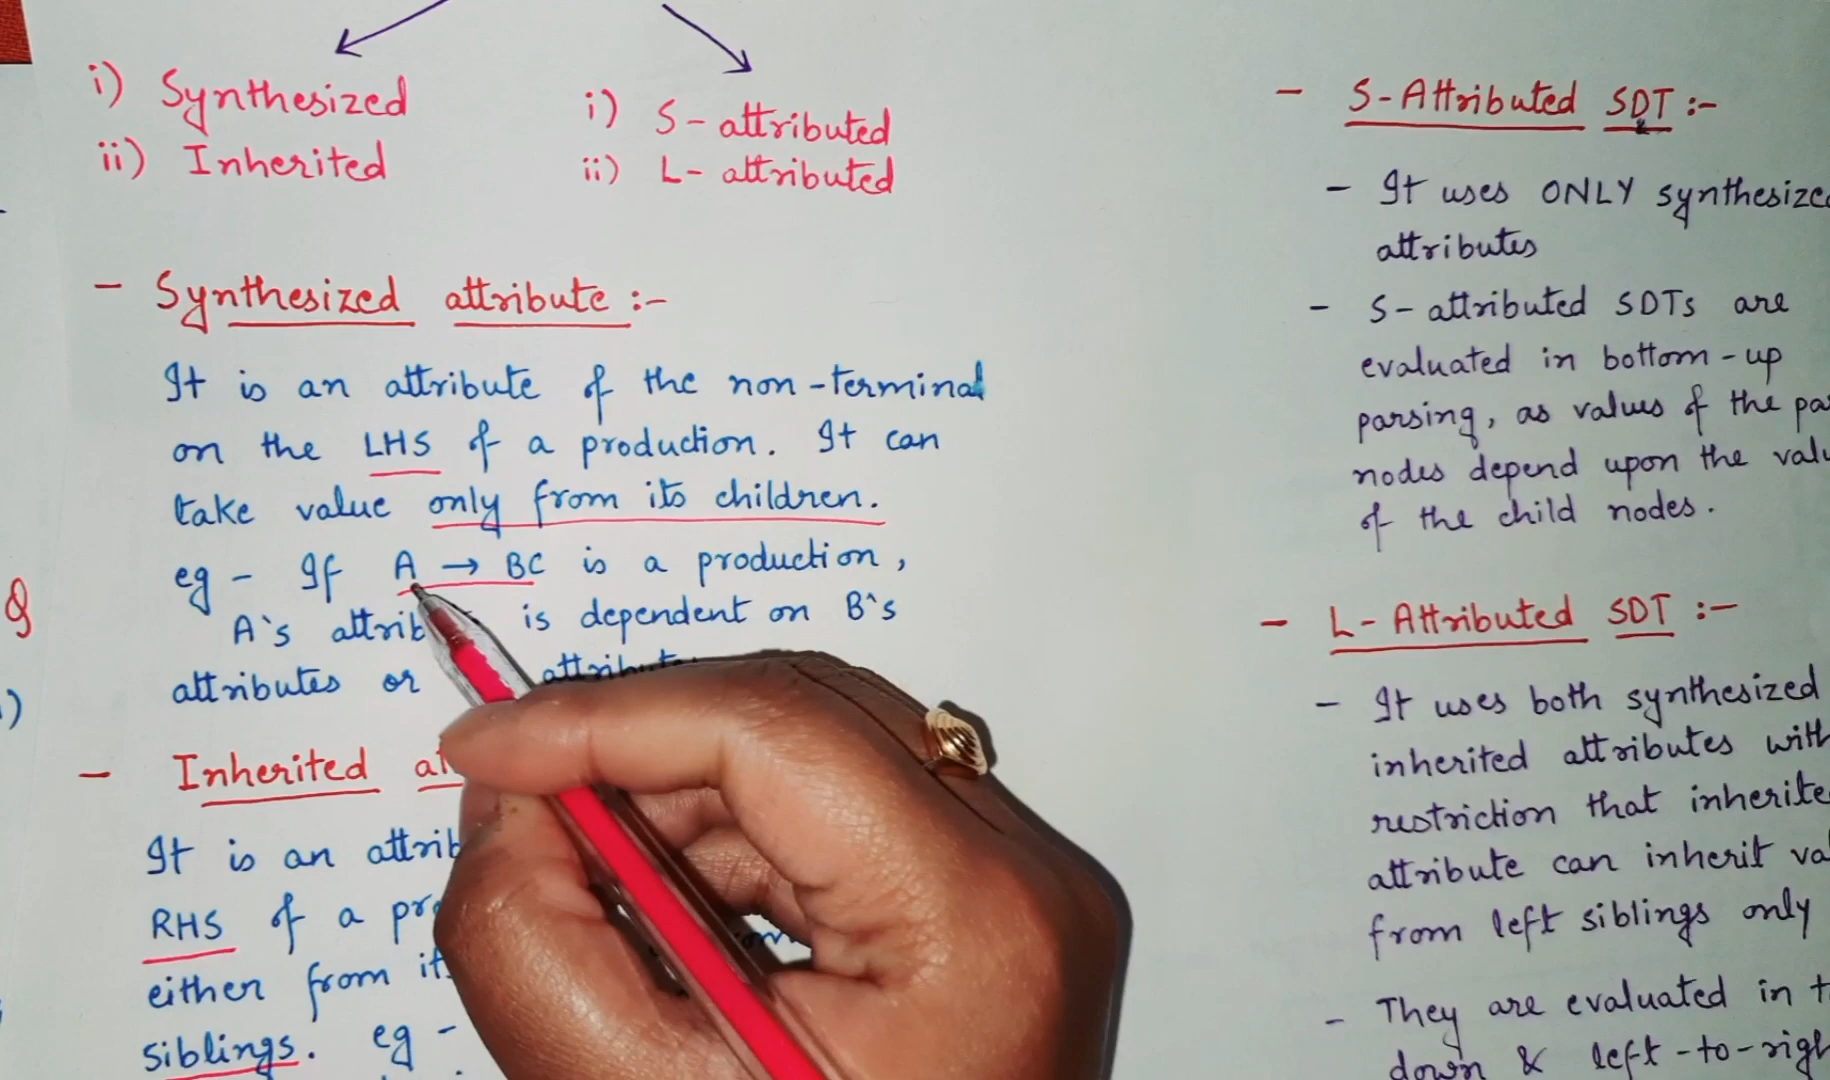 i) Synthesized
ii) Inherited
i) S-attributed
ii) L-attributed
- Synthesized attribute :-
It is an attribute of the non-terminal
on the LHS of a production. It can
take value only from its children.
eg - If A → BC is a production,
A's attrib is dependent on B's
attributes or
- Inherited
It is an attrib
RHS of a
either from
siblings. eg -
- S-Attributed SDT :-
- It uses ONLY synthesize
attributes
- S-attributed SDTs are
evaluated in bottom-up
parsing, as values of the
nodes depend upon the
of the child nodes.
- L-Attributed SDT :-
- It uses both synthesized
inherited attributes with
restriction that inherite
attribute can inherit
from left siblings only
- They are evaluated in
down & left-to-righ